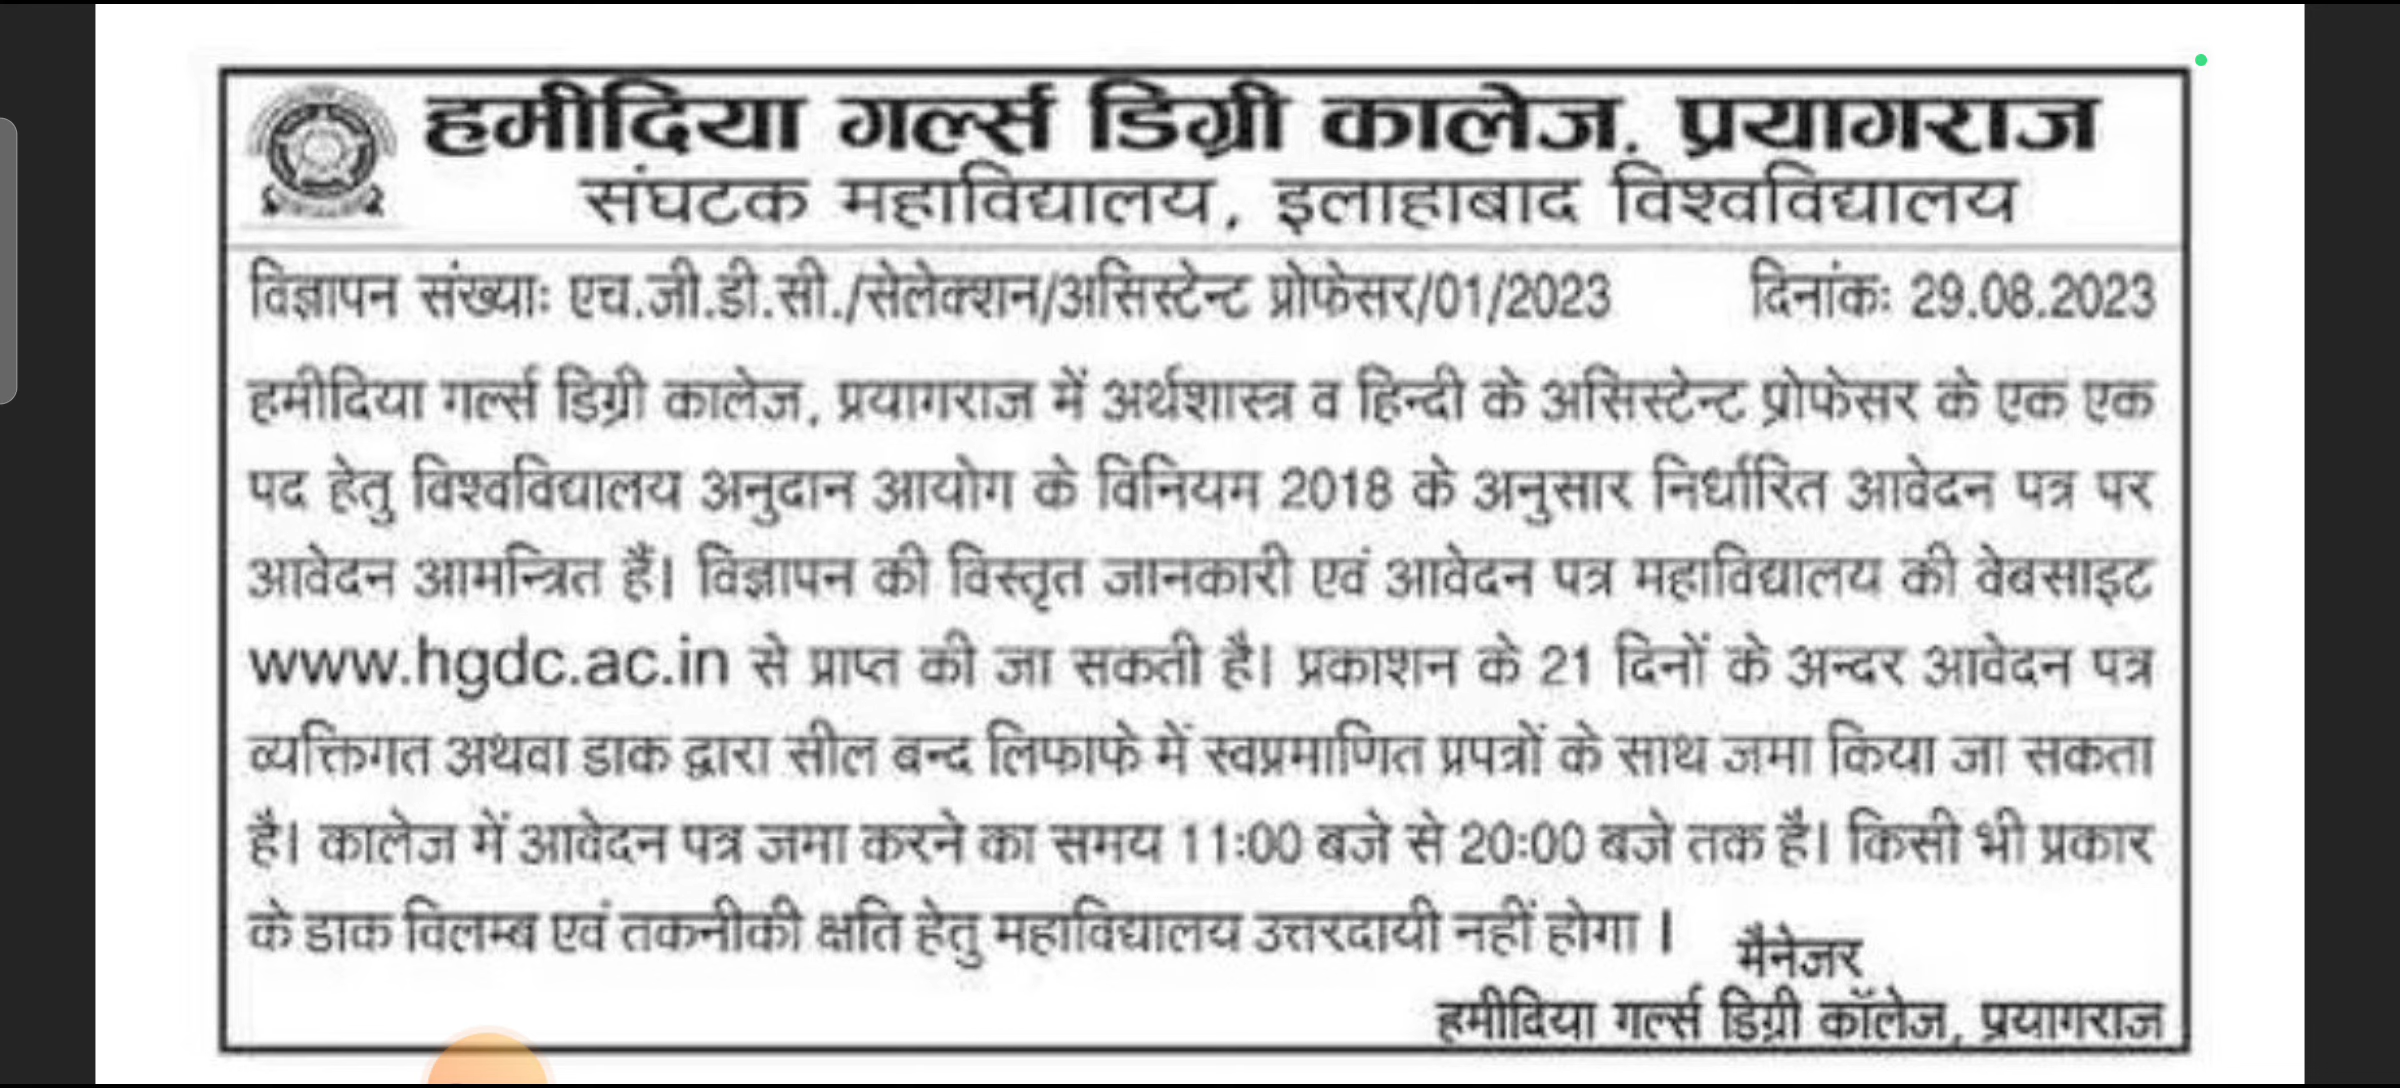 हमीदिया गर्ल्स डिग्री कालेज, प्रयागराज
संघटक महाविद्यालय, इलाहाबाद विश्वविद्यालय
विज्ञापन संख्याः एच.जी.डी.सी./सेलेक्शन/असिस्टेन्ट प्रोफेसर/01/2023 दिनांकः 29.08.2023
हमीदिया गर्ल्स डिग्री कालेज, प्रयागराज में अर्थशास्त्र व हिन्दी के असिस्टेन्ट प्रोफेसर के एक एक
पद हेतु विश्वविद्यालय अनुदान आयोग के विनियम 2018 के अनुसार निर्धारित आवेदन पत्र पर
आवेदन आमन्त्रित हैं। विज्ञापन की विस्तृत जानकारी एवं आवेदन पत्र महाविद्यालय की वेबसाइट
www.hgdc.ac.in से प्राप्त की जा सकती है। प्रकाशन के 21 दिनों के अन्दर आवेदन पत्र
व्यक्तिगत अथवा डाक द्वारा सील बन्द लिफाफे में स्वप्रमाणित प्रपत्रों के साथ जमा किया जा सकता
है। कालेज में आवेदन पत्र जमा करने का समय 11:00 बजे से 20:00 बजे तक है। किसी भी प्रकार
के डाक विलम्ब एवं तकनीकी क्षति हेतु महाविद्यालय उत्तरदायी नहीं होगा ।
मैनेजर
हमीदिया गर्ल्स डिग्री कॉलेज, प्रयागराज